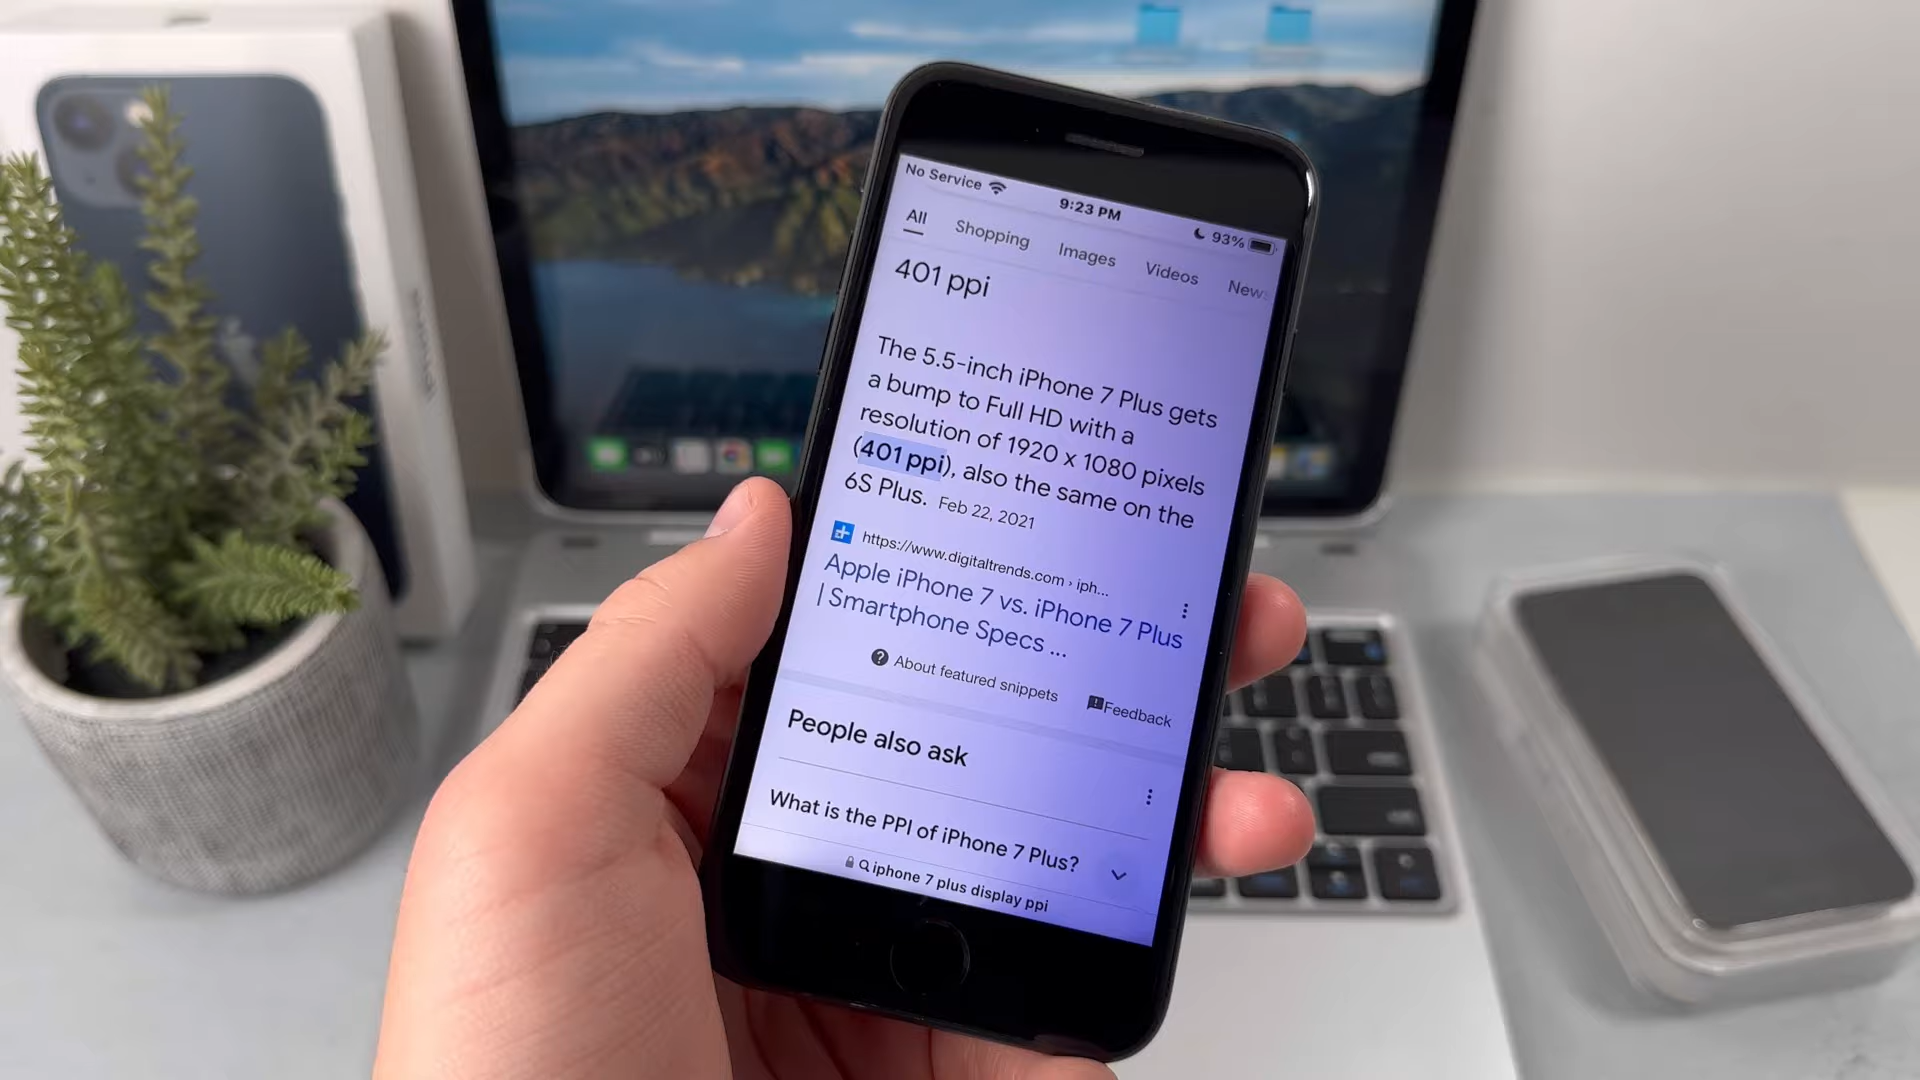 No Service
9:23 PM
93%
All Shopping Images Videos News
401 ppi
The 5.5-inch iPhone 7 Plus gets
a bump to Full HD with a
resolution of 1920 x 1080 pixels
(401 ppi), also the same on the
6S Plus. Feb 22, 2021
https://www.digitaltrends.com › iph...
Apple iPhone 7 vs. iPhone 7 Plus
| Smartphone Specs ...
About featured snippets
Feedback
People also ask
What is the PPI of iPhone 7 Plus?
iphone 7 plus display ppi